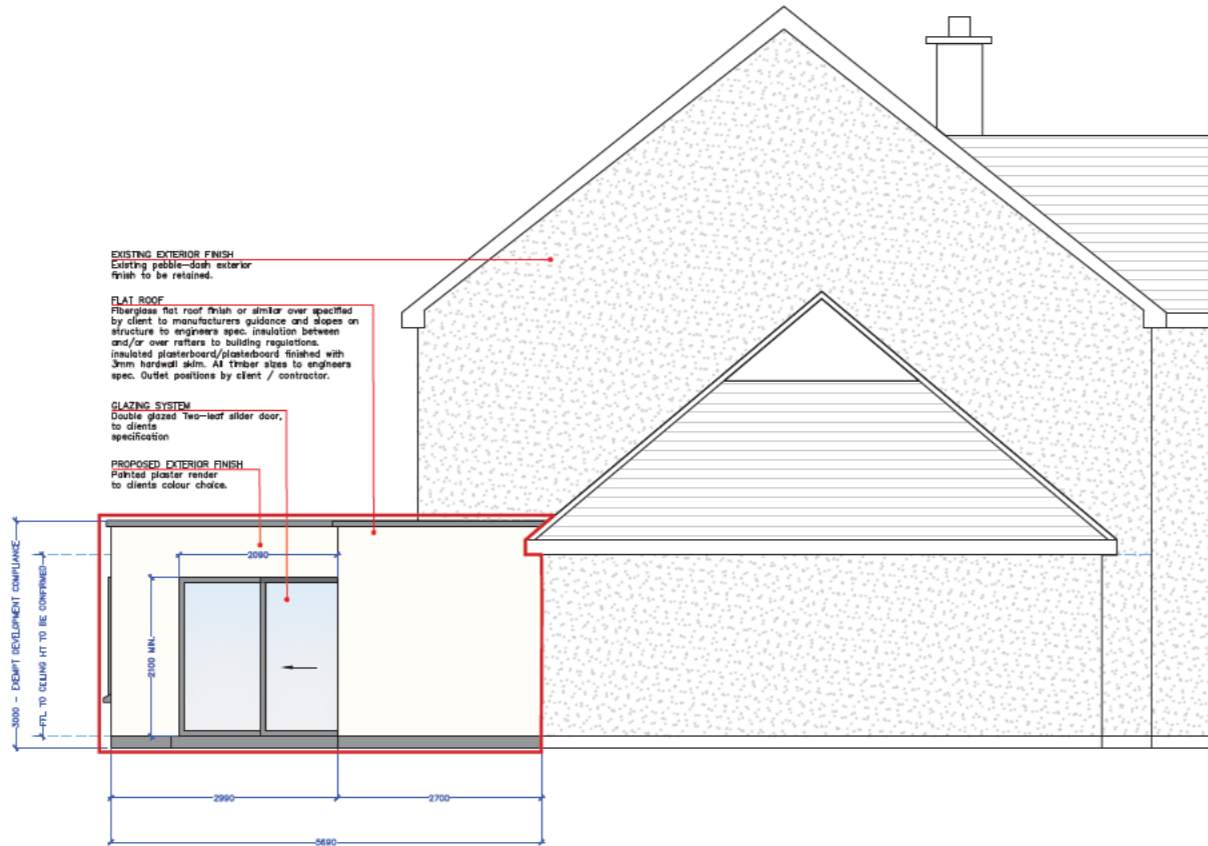 EXISTING EXTERIOR FINISH
Existing pebble-dash exterior
finish to be retained.
FLAT ROOF
Fiberglass flat roof finish or similar over specified
by client to manufacturers guidance and slopes on
structure to engineers spec. insulation between
and/or over rafters to building regulations.
insulated plasterboard/plasterboard finished with
3mm hardwall skim. All timber sizes to engineers
spec. Outlet positions by client / contractor.
GLAZING SYSTEM
Double glazed Two-leaf slider door,
to clients
specification
PROPOSED EXTERIOR FINISH
Painted plaster render
to clients colour choice.
3000 - EXEMPT DEVELOPMENT COMPLIANCE
FFL TO CEILING HT TO BE CONFIRMED
2090
2100 MIN.
2990
2700
5690